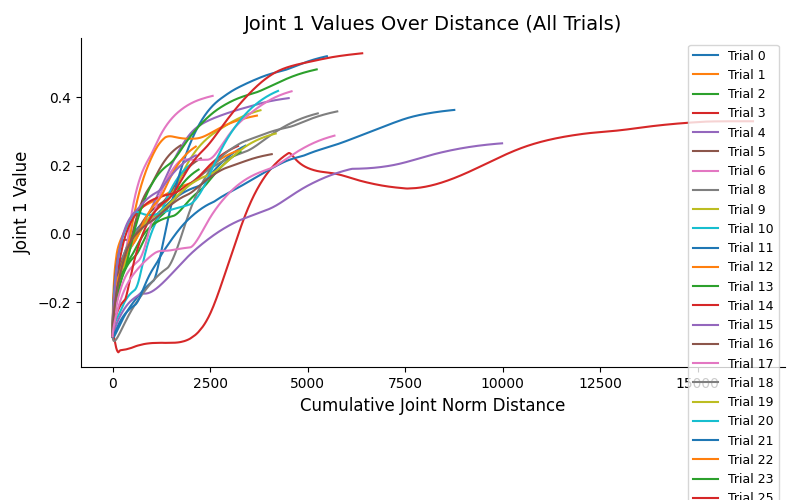 Joint 1 Values Over Distance (All Trials)
Joint 1 Value
0.4
0.2
0.0
−0.2
0
2500
5000
7500
10000
12500
15000
Cumulative Joint Norm Distance
Trial 0
Trial 1
Trial 2
Trial 3
Trial 4
Trial 5
Trial 6
Trial 8
Trial 9
Trial 10
Trial 11
Trial 12
Trial 13
Trial 14
Trial 15
Trial 16
Trial 17
Trial 18
Trial 19
Trial 20
Trial 21
Trial 22
Trial 23
Trial 25